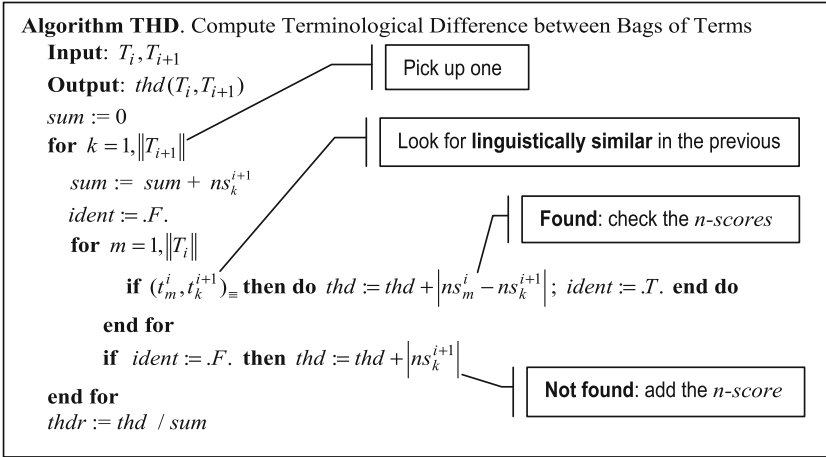 Algorithm THD. Compute Terminological Difference between Bags of Terms
Input: T_i, T_{i+1}
Output: thd(T_i, T_{i+1})
sum := 0
for k = 1, ‖T_{i+1}‖
sum := sum + ns_k^{i+1}
ident := .F.
for m = 1, ‖T_i‖
if (t_m^i, t_k^{i+1})_≡ then do thd := thd + |ns_m^i − ns_k^{i+1}|; ident := .T. end do
end for
if ident := .F. then thd := thd + |ns_k^{i+1}|
end for
thdr := thd / sum
Pick up one
Look for linguistically similar in the previous
Found: check the n-scores
Not found: add the n-score